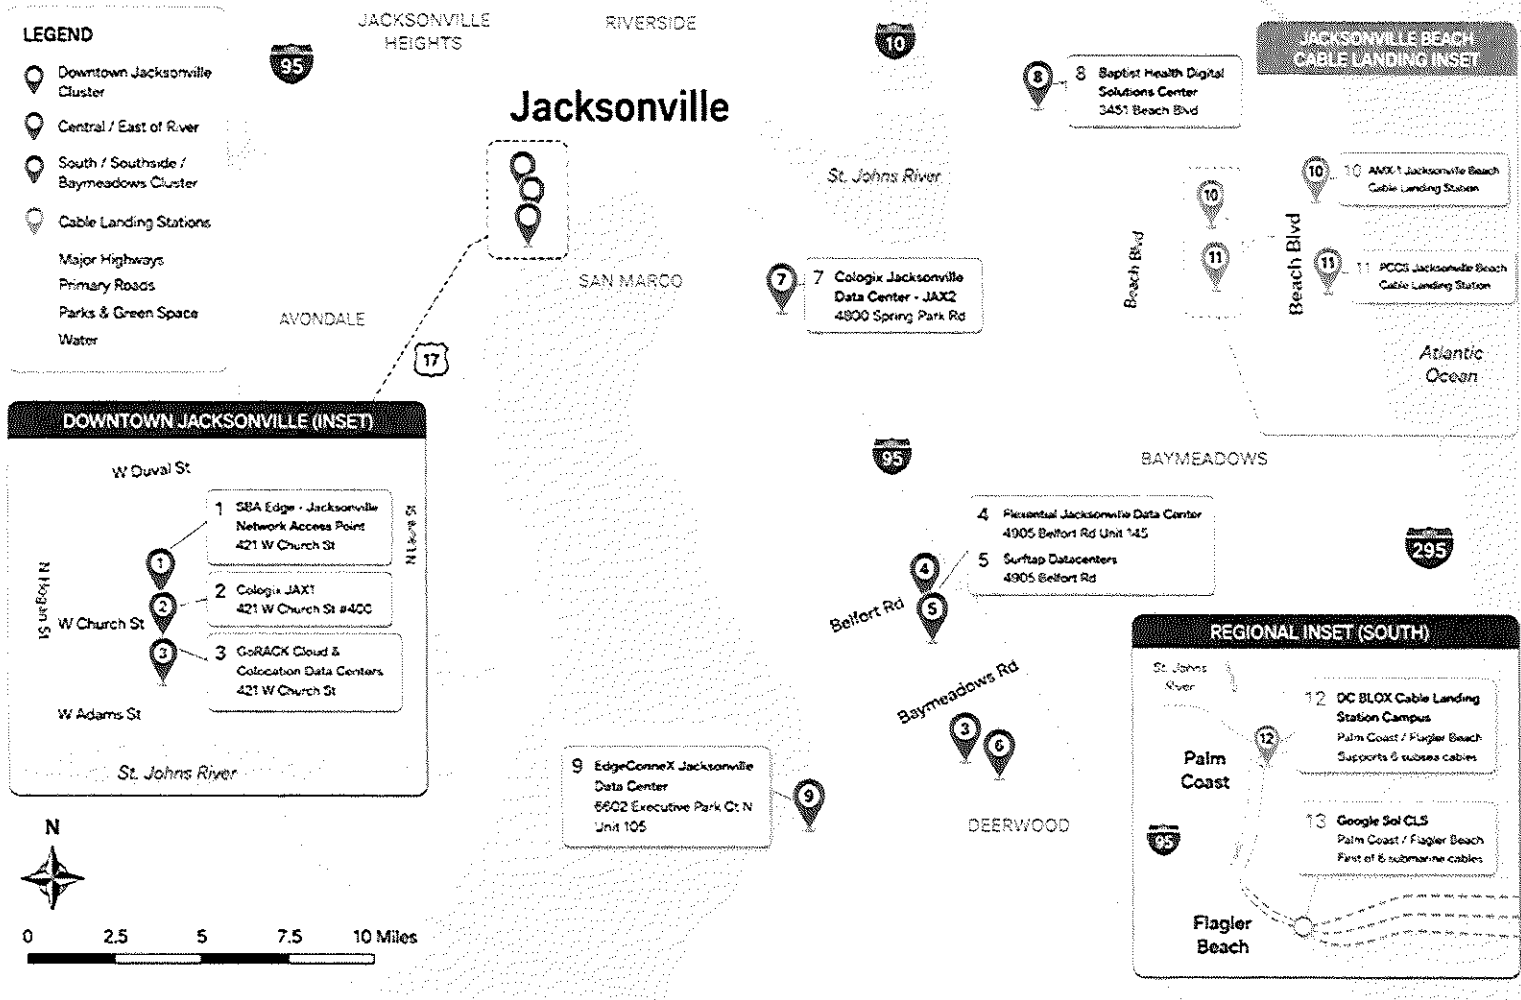 LEGEND
Downtown Jacksonville
Cluster
Central / East of River
South / Southside /
Baymeadows Cluster
Cable Landing Stations
Major Highways
Primary Roads
Parks & Green Space
Water
JACKSONVILLE
HEIGHTS
RIVERSIDE
95
10
Jacksonville
St. Johns River
SAN MARCO
AVONDALE
17
8
8 Baptist Health Digital
Solutions Center
3451 Beach Blvd
7
7 Cologix Jacksonville
Data Center - JAX2
4800 Spring Park Rd
JACKSONVILLE BEACH
CABLE LANDING INSET
10
11
Beach Blvd
10
10 AMX-1 Jacksonville Beach
Cable Landing Station
11
11 PCCS Jacksonville Beach
Cable Landing Station
Beach Blvd
Atlantic
Ocean
DOWNTOWN JACKSONVILLE (INSET)
W Duval St
N Hogan St
W Church St
W Adams St
1
2
3
1 SBA Edge - Jacksonville
Network Access Point
421 W Church St
2 Cologix JAX1
421 W Church St #400
3 GoRACK Cloud &
Colocation Data Centers
421 W Church St
St. Johns River
95
BAYMEADOWS
295
4 Flexential Jacksonville Data Center
4905 Belfort Rd Unit 145
5 Surftap Datacenters
4905 Belfort Rd
4
5
Belfort Rd
Baymeadows Rd
3
6
DEERWOOD
9 EdgeConneX Jacksonville
Data Center
6602 Executive Park Ct N
Unit 105
9
N
0 2.5 5 7.5 10 Miles
REGIONAL INSET (SOUTH)
St. Johns
River
12
12 DC BLOX Cable Landing
Station Campus
Palm Coast / Flagler Beach
Supports 6 subsea cables
Palm
Coast
13 Google Sol CLS
Palm Coast / Flagler Beach
First of 6 submarine cables
95
Flagler
Beach